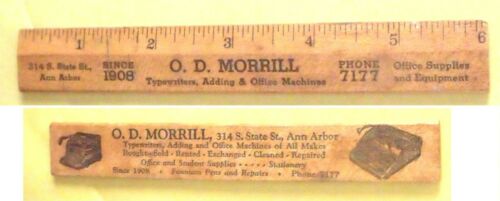 1 2 3 4 5 6
314 S. State St., SINCE O. D. MORRILL PHONE Office Supplies
Ann Arbor 1908 Typewriters, Adding & Office Machines 7177 and Equipment
O. D. MORRILL, 314 S. State St., Ann Arbor
Typewriters, Adding and Office Machines of All Makes
Bought-Sold - Rented - Exchanged - Cleaned - Repaired
Office and Student Supplies - - - - - Stationery
Since 1908 • Fountain Pens and Repairs • Phone 7177